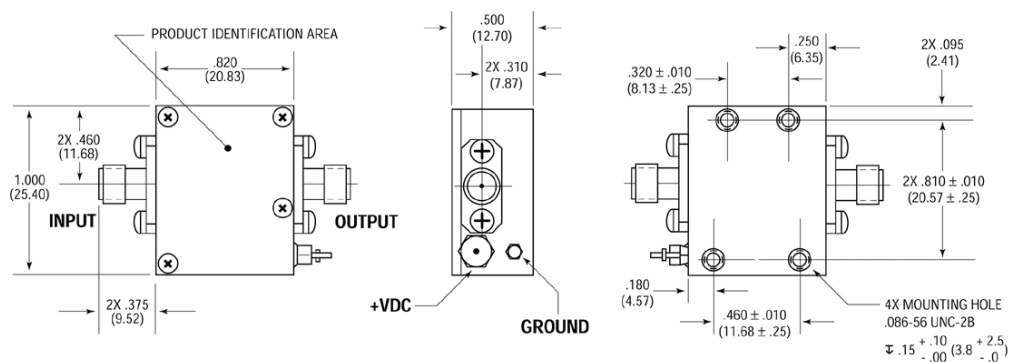 PRODUCT IDENTIFICATION AREA
.820
(20.83)
2X .460
(11.68)
1.000
(25.40)
INPUT
OUTPUT
2X .375
(9.52)
.500
(12.70)
2X .310
(7.87)
+VDC
GROUND
.250
(6.35)
2X .095
(2.41)
.320 ± .010
(8.13 ± .25)
2X .810 ± .010
(20.57 ± .25)
.180
(4.57)
.460 ± .010
(11.68 ± .25)
4X MOUNTING HOLE
.086-56 UNC-2B
↧ .15 + .10 - .00 (3.8 + 2.5 - .0)